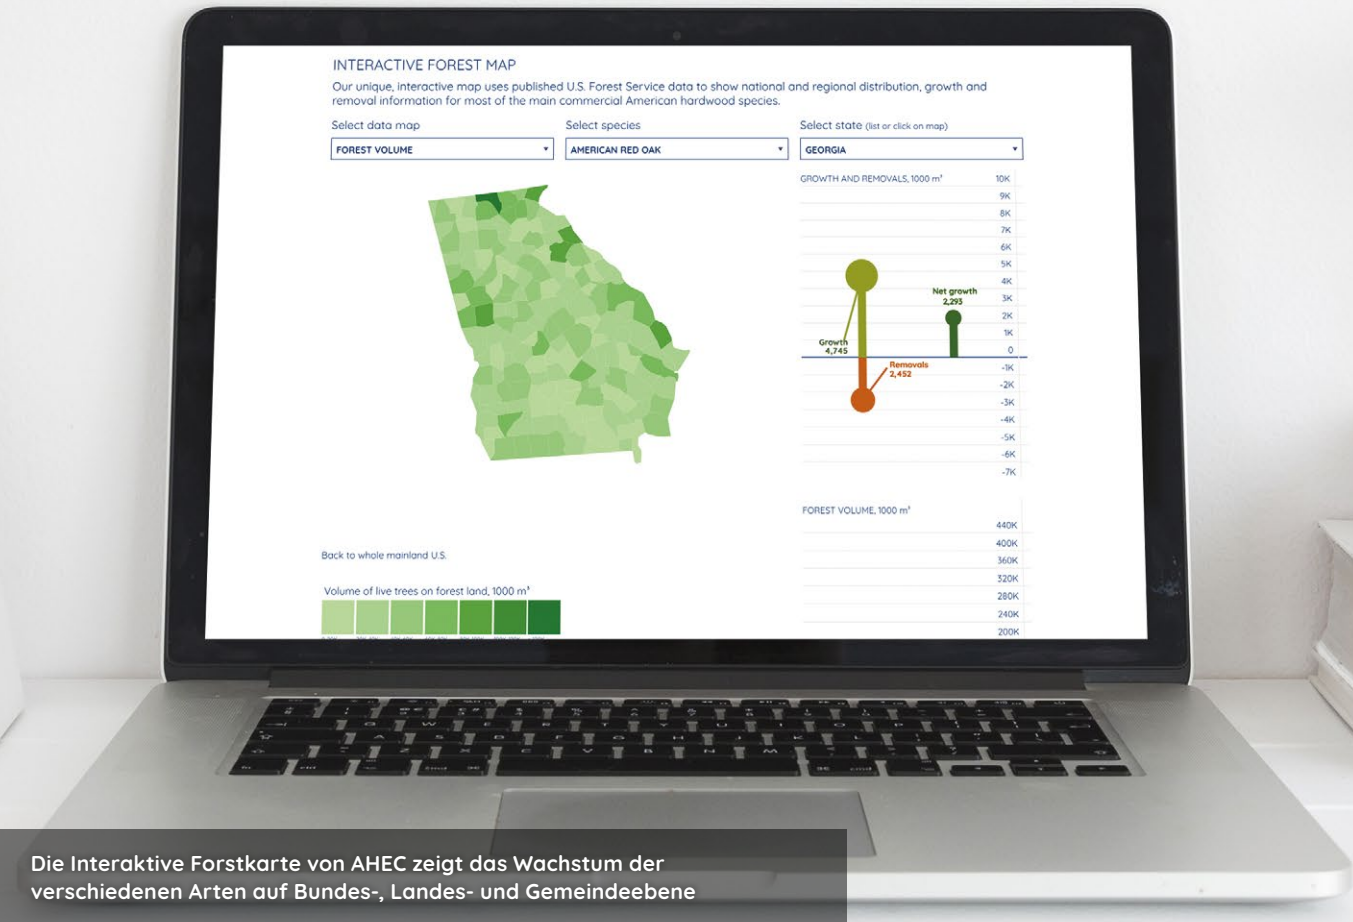 INTERACTIVE FOREST MAP
Our unique, interactive map uses published U.S. Forest Service data to show national and regional distribution, growth and
removal information for most of the main commercial American hardwood species.
Select data map
Select species
Select state (list or click on map)
FOREST VOLUME
AMERICAN RED OAK
GEORGIA
GROWTH AND REMOVALS, 1000 m³
10K
9K
8K
7K
6K
5K
4K
3K
2K
1K
0
-1K
-2K
-3K
-4K
-5K
-6K
-7K
Net growth
2,293
Growth
4,745
Removals
2,452
FOREST VOLUME, 1000 m³
440K
400K
360K
320K
280K
240K
200K
Back to whole mainland U.S.
Volume of live trees on forest land, 1000 m³
Die Interaktive Forstkarte von AHEC zeigt das Wachstum der
verschiedenen Arten auf Bundes-, Landes- und Gemeindeebene